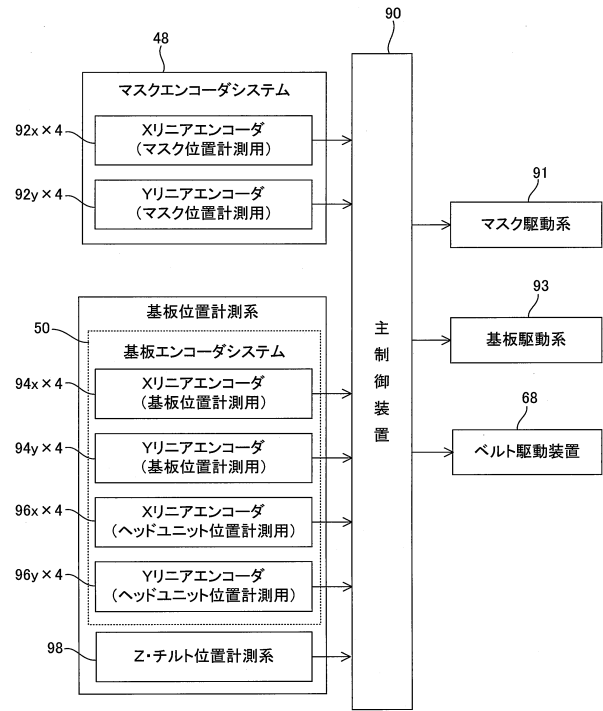 90
48
マスクエンコーダシステム
92x×4
Xリニアエンコーダ
(マスク位置計測用)
92y×4
Yリニアエンコーダ
(マスク位置計測用)
91
マスク駆動系
93
基板駆動系
68
ベルト駆動装置
主制御装置
基板位置計測系
50
基板エンコーダシステム
94x×4
Xリニアエンコーダ
(基板位置計測用)
94y×4
Yリニアエンコーダ
(基板位置計測用)
96x×4
Xリニアエンコーダ
(ヘッドユニット位置計測用)
96y×4
Yリニアエンコーダ
(ヘッドユニット位置計測用)
98
Z・チルト位置計測系